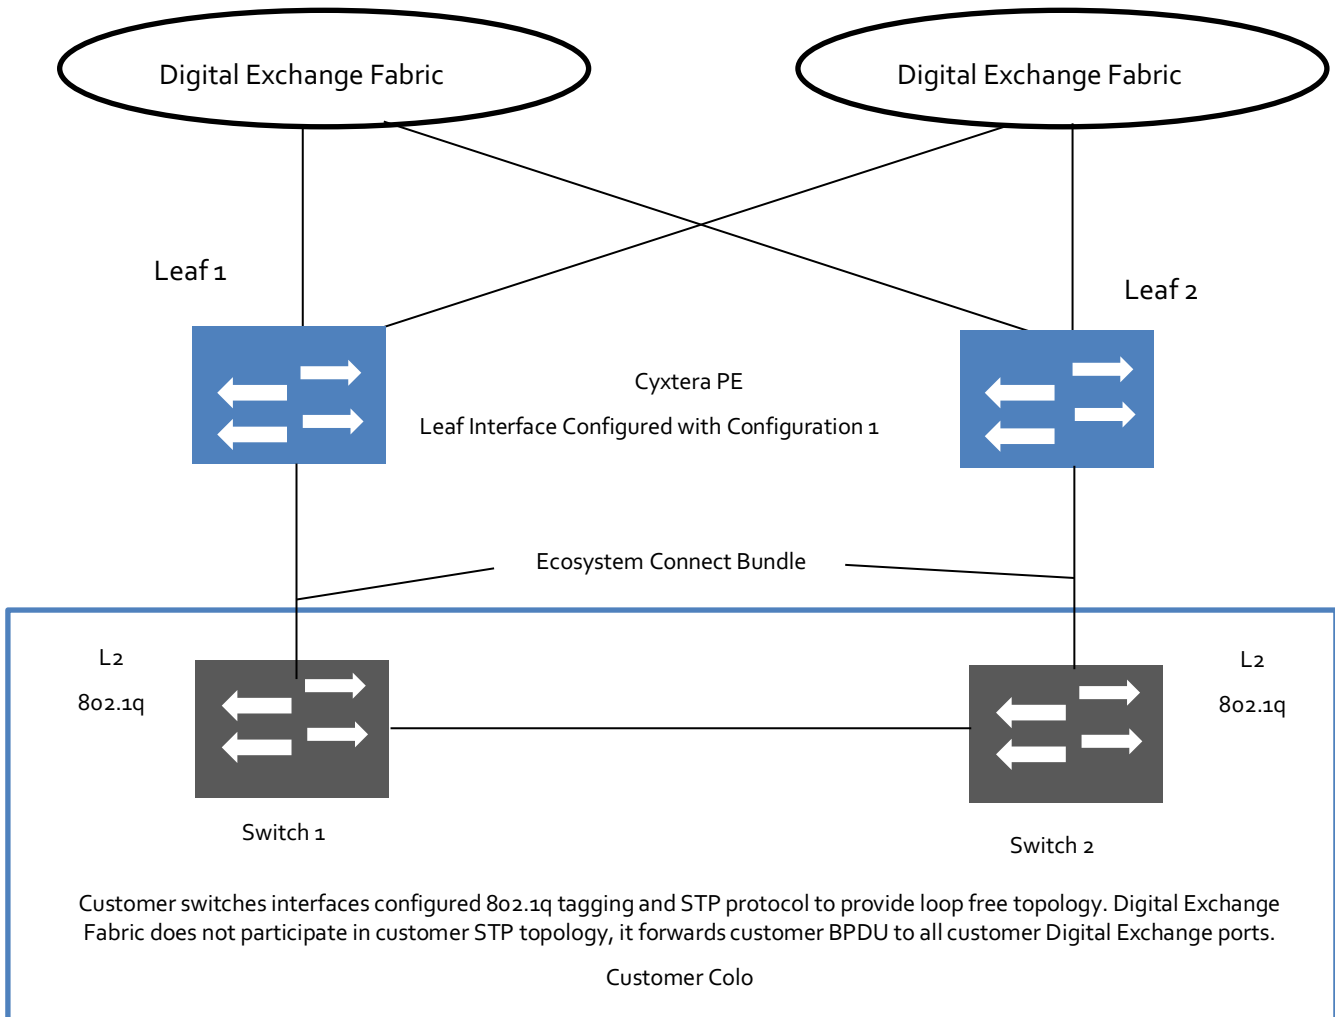 Digital Exchange Fabric
Digital Exchange Fabric
Leaf 1
Leaf 2
Cyxtera PE
Leaf Interface Configured with Configuration 1
Ecosystem Connect Bundle
L2
802.1q
L2
802.1q
Switch 1
Switch 2
Customer switches interfaces configured 802.1q tagging and STP protocol to provide loop free topology. Digital Exchange
Fabric does not participate in customer STP topology, it forwards customer BPDU to all customer Digital Exchange ports.
Customer Colo